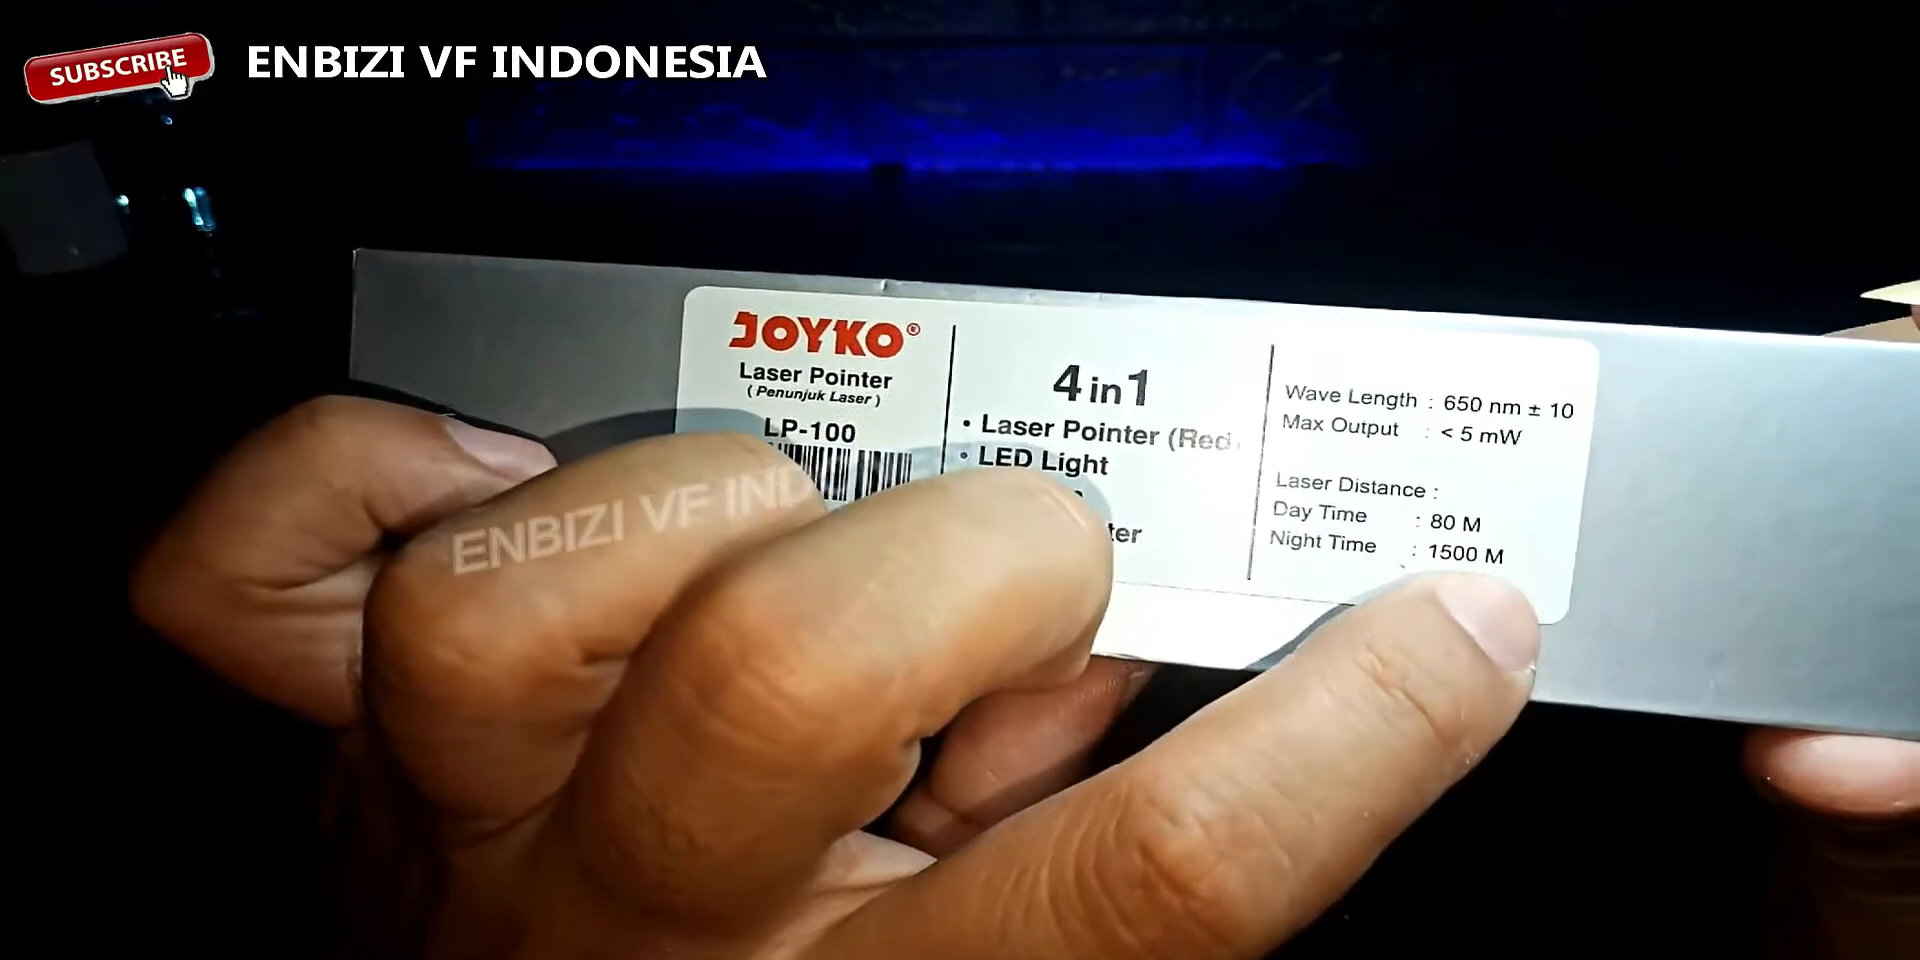 SUBSCRIBE
ENBIZI VF INDONESIA
JOYKO®
Laser Pointer
( Penunjuk Laser )
LP-100
4 in 1
• Laser Pointer (Red
• LED Light
Wave Length : 650 nm ± 10
Max Output : < 5 mW
Laser Distance :
Day Time : 80 M
Night Time : 1500 M
ENBIZI VF IND